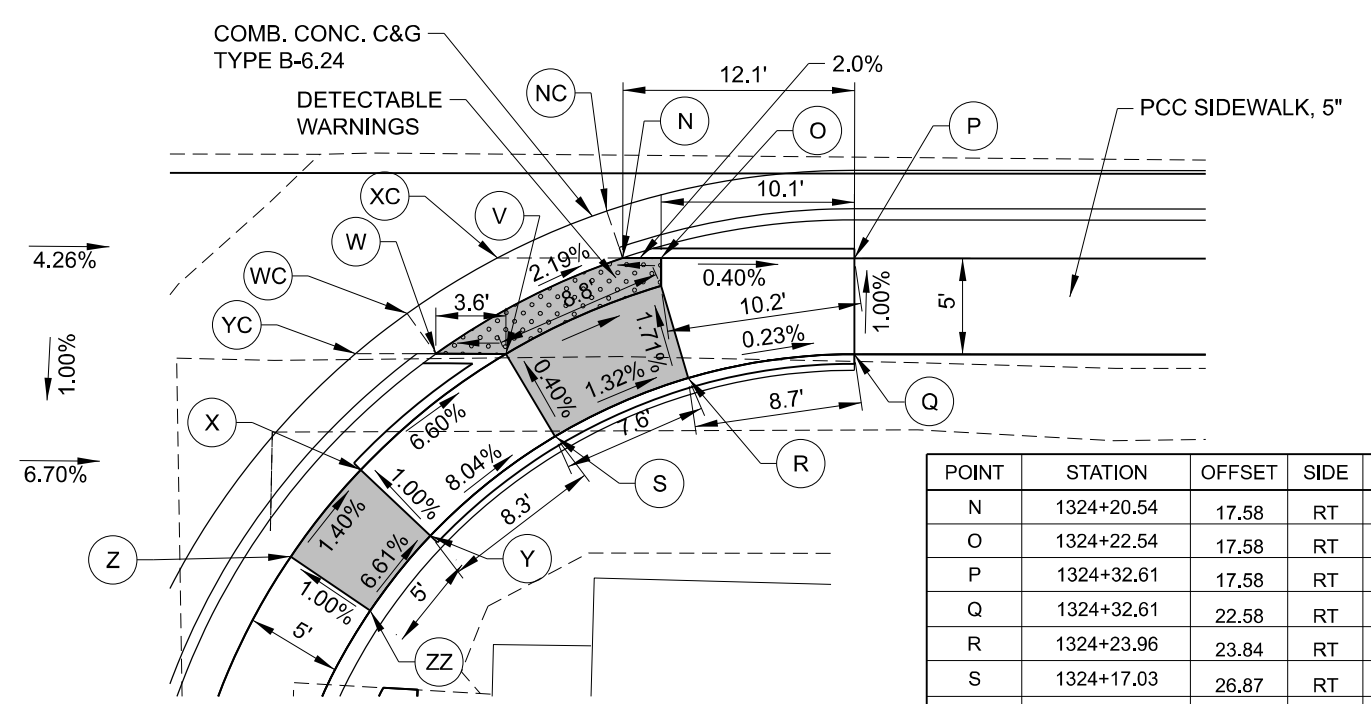 COMB. CONC. C&G
TYPE B-6.24
DETECTABLE
WARNINGS
NC
N
12.1'
2.0%
O
P
PCC SIDEWALK, 5"
XC
10.1'
V
W
4.26%
2.19%
0.40%
WC
8.8'
3.6'
10.2'
1.00%
5'
YC
1.71%
0.23%
1.00%
0.40%
1.32%
8.7'
Q
X
6.60%
7.6'
6.70%
1.00%
8.04%
S
R
8.3'
1.40%
Z
6.61%
Y
1.00%
5'
5'
ZZ
POINT STATION OFFSET SIDE
N 1324+20.54 17.58 RT
O 1324+22.54 17.58 RT
P 1324+32.61 17.58 RT
Q 1324+32.61 22.58 RT
R 1324+23.96 23.84 RT
S 1324+17.03 26.87 RT